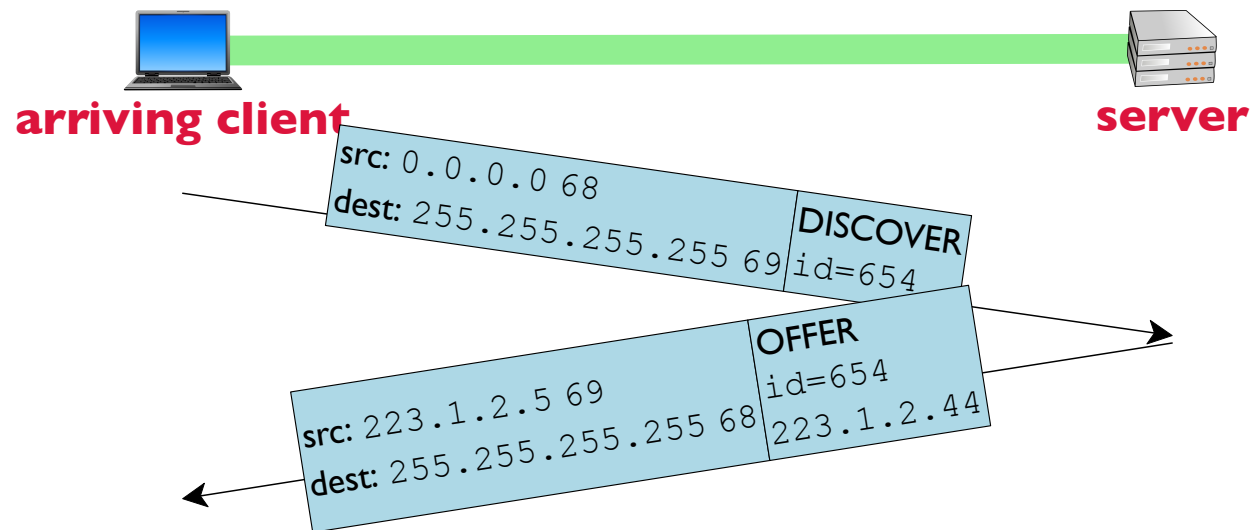 arriving client
server
src: 0.0.0.0 68
dest: 255.255.255.255 69
DISCOVER
id=654
src: 223.1.2.5 69
dest: 255.255.255.255 68
OFFER
id=654
223.1.2.44